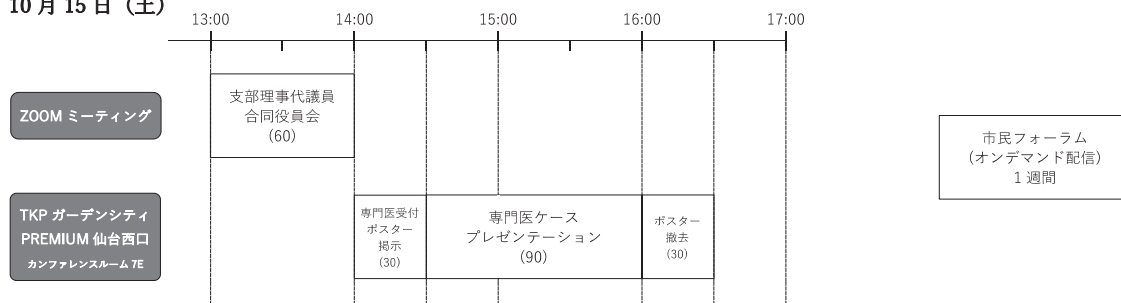 10 月 15 日（土）
13:00 14:00 15:00 16:00 17:00
ZOOM ミーティング
支部理事代議員
合同役員会
(60)
市民フォーラム
(オンデマンド配信)
1 週間
TKP ガーデンシティ
PREMIUM 仙台西口
カンファレンスルーム 7E
専門医受付
ポスター
掲示
(30)
専門医ケース
プレゼンテーション
(90)
ポスター
撤去
(30)